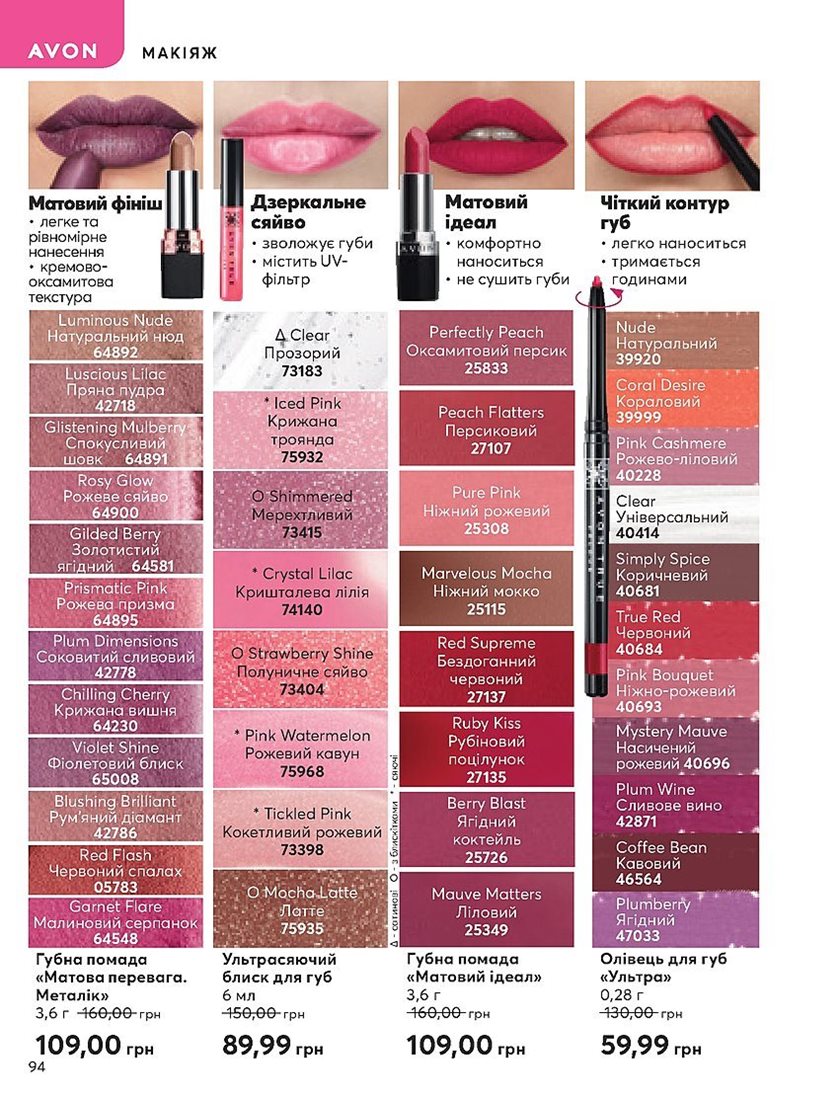 AVON
МАКІЯЖ
Матовий фініш
• легке та
рівномірне
нанесення
• кремово-
оксамитова
текстура
Luminous Nude
Натуральний нюд
64892
Luscious Lilac
Пряна пудра
42718
Glistening Mulberry
Спокусливий
шовк 64891
Rosy Glow
Рожеве сяйво
64900
Gilded Berry
Золотистий
ягідний 64581
Prismatic Pink
Рожева призма
64895
Plum Dimensions
Соковитий сливовий
42778
Chilling Cherry
Крижана вишня
64230
Violet Shine
Фіолетовий блиск
65008
Blushing Brilliant
Рум'яний діамант
42786
Red Flash
Червоний спалах
05783
Garnet Flare
Малиновий серпанок
64548
Губна помада
«Матова перевага.
Металік»
3,6 г 160,00 грн
109,00 грн
Дзеркальне
сяйво
• зволожує губи
• містить UV-
фільтр
Δ Clear
Прозорий
73183
* Iced Pink
Крижана
троянда
75932
O Shimmered
Мерехтливий
73415
* Crystal Lilac
Кришталева лілія
74140
O Strawberry Shine
Полуничне сяйво
73404
* Pink Watermelon
Рожевий кавун
75968
* Tickled Pink
Кокетливий рожевий
73398
O Mocha Latte
Латте
75935
Δ - сатинові O - з блискітками * - сяючі
Ультрасяючий
блиск для губ
6 мл
150,00 грн
89,99 грн
Матовий
ідеал
• комфортно
наноситься
• не сушить губи
Perfectly Peach
Оксамитовий персик
25833
Peach Flatters
Персиковий
27107
Pure Pink
Ніжний рожевий
25308
Marvelous Mocha
Ніжний мокко
25115
Red Supreme
Бездоганний
червоний
27137
Ruby Kiss
Рубіновий
поцілунок
27135
Berry Blast
Ягідний
коктейль
25726
Mauve Matters
Ліловий
25349
Губна помада
«Матовий ідеал»
3,6 г
160,00 грн
109,00 грн
Чіткий контур
губ
• легко наноситься
• тримається
годинами
Nude
Натуральний
39920
Coral Desire
Кораловий
39999
Pink Cashmere
Рожево-ліловий
40228
Clear
Універсальний
40414
Simply Spice
Коричневий
40681
True Red
Червоний
40684
Pink Bouquet
Ніжно-рожевий
40693
Mystery Mauve
Насичений
рожевий 40696
Plum Wine
Сливове вино
42871
Coffee Bean
Кавовий
46564
Plumberry
Ягідний
47033
Олівець для губ
«Ультра»
0,28 г
130,00 грн
59,99 грн
94